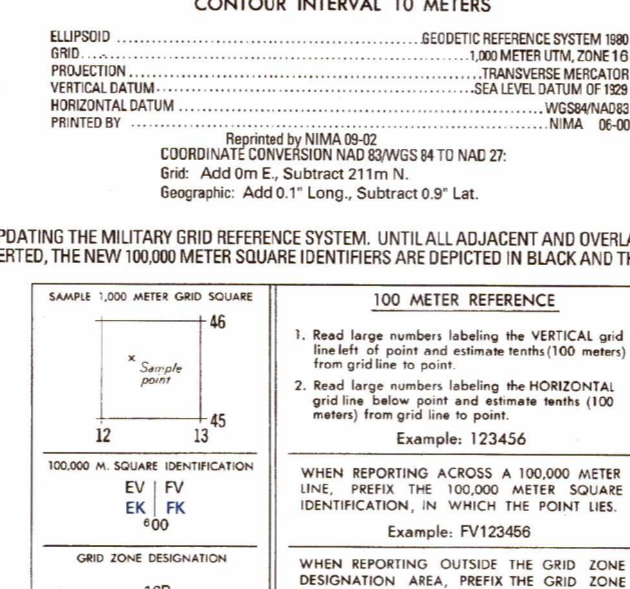 CONTOUR INTERVAL 10 METERS
ELLIPSOID ........................................ GEODETIC REFERENCE SYSTEM 1980
GRID ........................................ 1,000 METER UTM, ZONE 16
PROJECTION ........................................ TRANSVERSE MERCATOR
VERTICAL DATUM ........................................ SEA LEVEL DATUM OF 1929
HORIZONTAL DATUM ........................................ WGS84/NAD83
PRINTED BY ........................................ NIMA 06-00
Reprinted by NIMA 09-02
COORDINATE CONVERSION NAD 83/WGS 84 TO NAD 27:
Grid: Add 0m E., Subtract 211m N.
Geographic: Add 0.1" Long., Subtract 0.9" Lat.
PDATING THE MILITARY GRID REFERENCE SYSTEM. UNTIL ALL ADJACENT AND OVERLA
ERTED, THE NEW 100,000 METER SQUARE IDENTIFIERS ARE DEPICTED IN BLACK AND TH
SAMPLE 1,000 METER GRID SQUARE
46
x
Sample
point
45
12 13
100,000 M. SQUARE IDENTIFICATION
EV | FV
EK | FK
⁶00
GRID ZONE DESIGNATION
100 METER REFERENCE
1. Read large numbers labeling the VERTICAL grid
line left of point and estimate tenths (100 meters)
from grid line to point.
2. Read large numbers labeling the HORIZONTAL
grid line below point and estimate tenths (100
meters) from grid line to point.
Example: 123456
WHEN REPORTING ACROSS A 100,000 METER
LINE, PREFIX THE 100,000 METER SQUARE
IDENTIFICATION, IN WHICH THE POINT LIES.
Example: FV123456
WHEN REPORTING OUTSIDE THE GRID ZONE
DESIGNATION AREA, PREFIX THE GRID ZONE